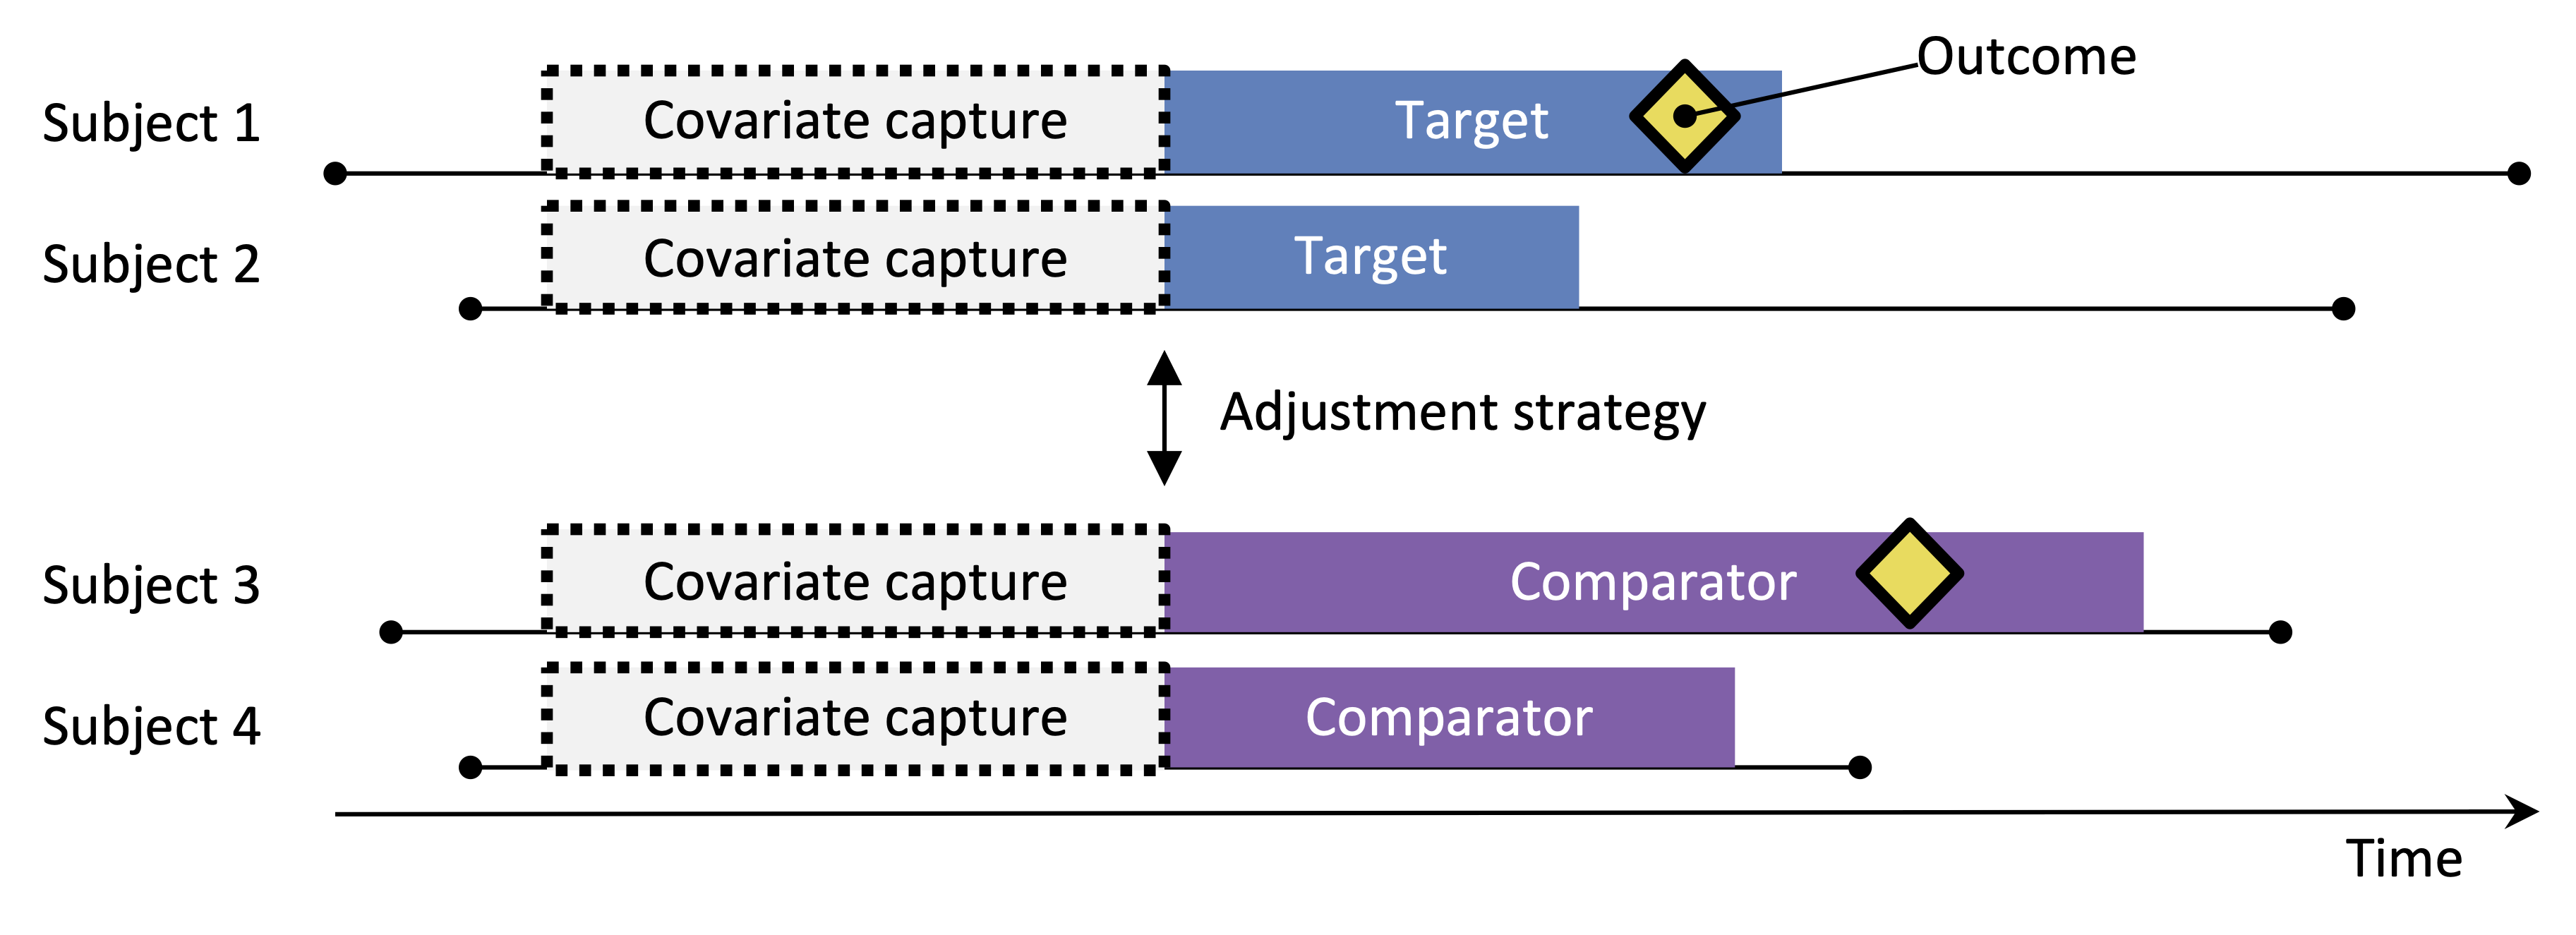 Outcome
Subject 1
Covariate capture
Target
Subject 2
Covariate capture
Target
Adjustment strategy
Subject 3
Covariate capture
Comparator
Subject 4
Covariate capture
Comparator
Time